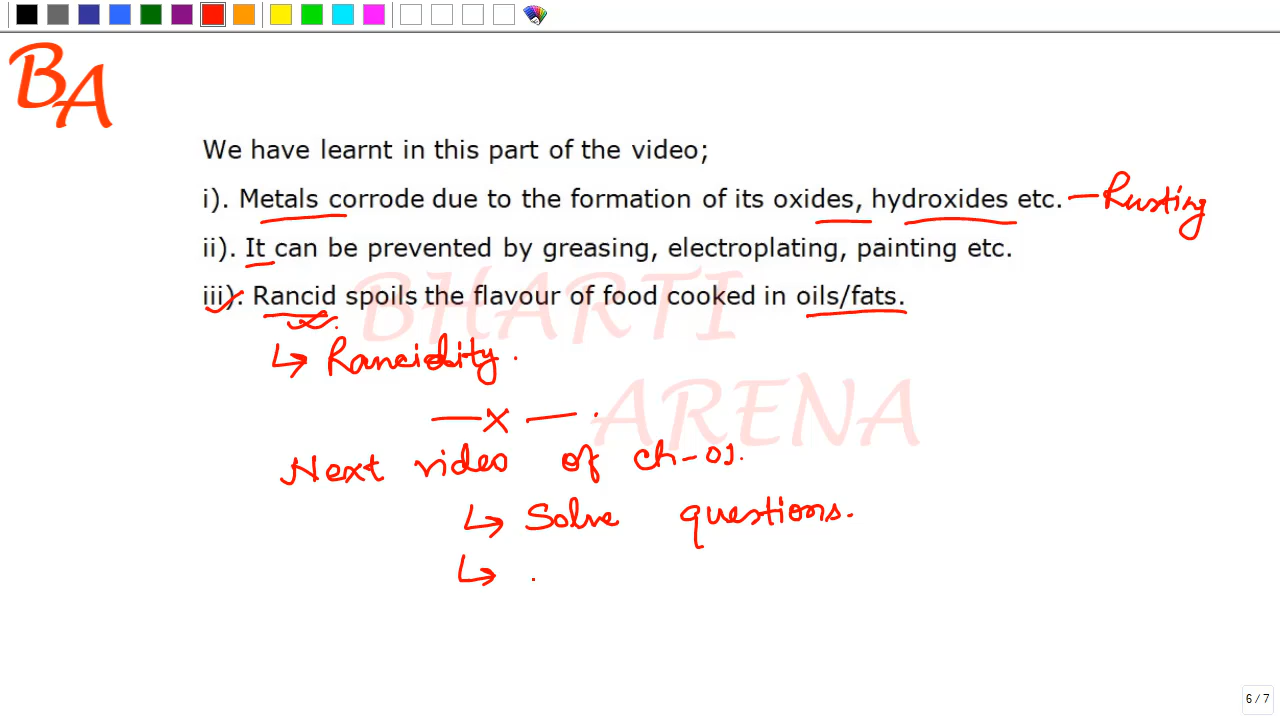 BA
We have learnt in this part of the video;
i). Metals corrode due to the formation of its oxides, hydroxides etc. — Rusting
ii). It can be prevented by greasing, electroplating, painting etc.
iii). Rancid spoils the flavour of food cooked in oils/fats.
↳ Rancidity.
BHARTI
—x—.
ARENA
Next video of ch-01.
↳ Solve questions.
↳ .
6 / 7